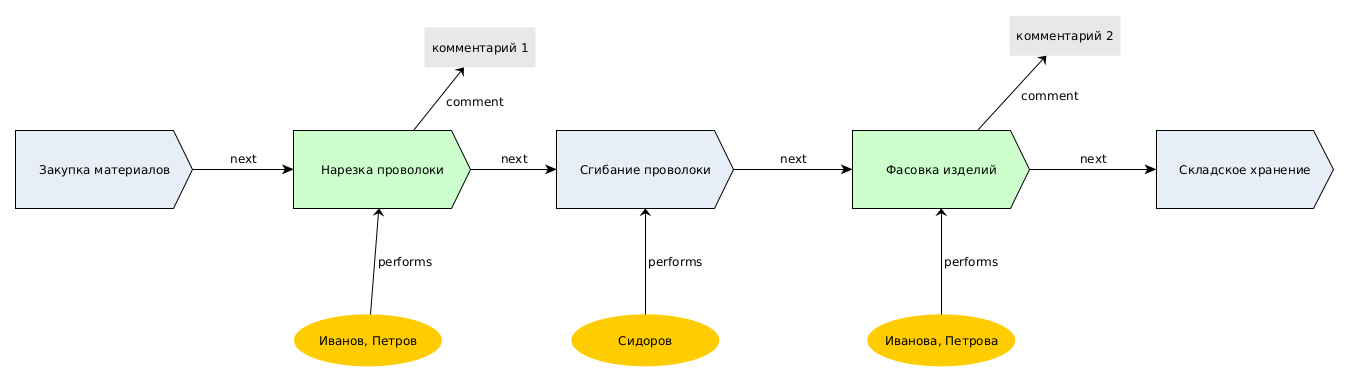 комментарий 1
комментарий 2
comment
comment
Закупка материалов
next
Нарезка проволоки
next
Сгибание проволоки
next
Фасовка изделий
next
Складское хранение
performs
performs
performs
Иванов, Петров
Сидоров
Иванова, Петрова